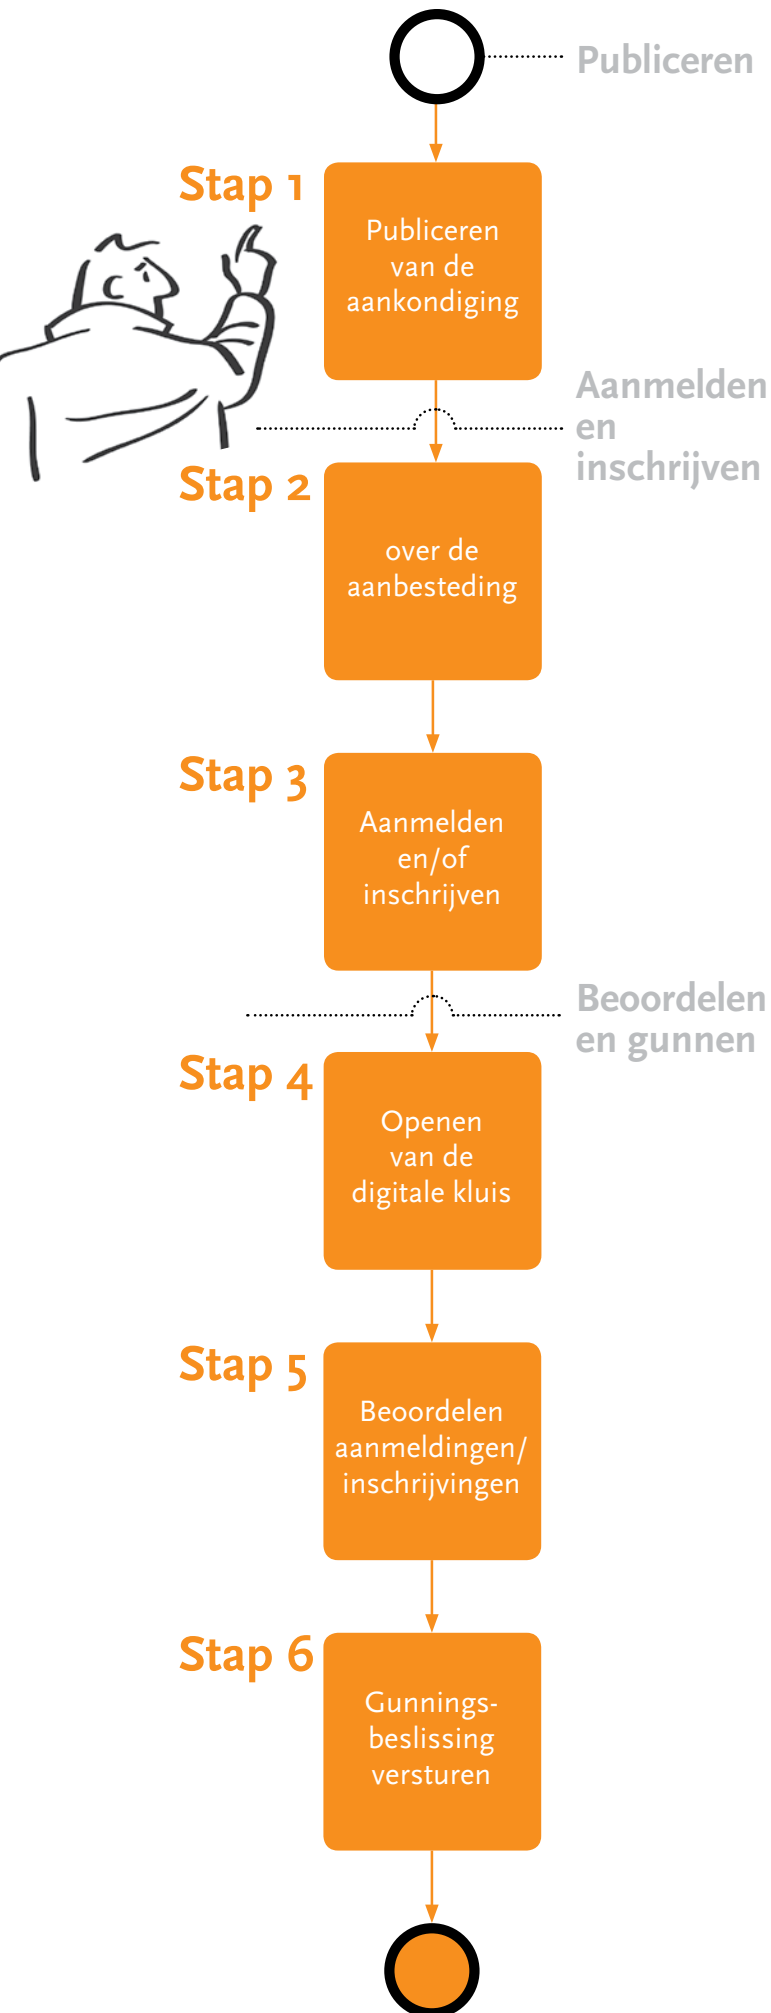 Publiceren
Stap 1
Publiceren
van de
aankondiging
Aanmelden
en
inschrijven
Stap 2
over de
aanbesteding
Stap 3
Aanmelden
en/of
inschrijven
Beoordelen
en gunnen
Stap 4
Openen
van de
digitale kluis
Stap 5
Beoordelen
aanmeldingen/
inschrijvingen
Stap 6
Gunnings-
beslissing
versturen